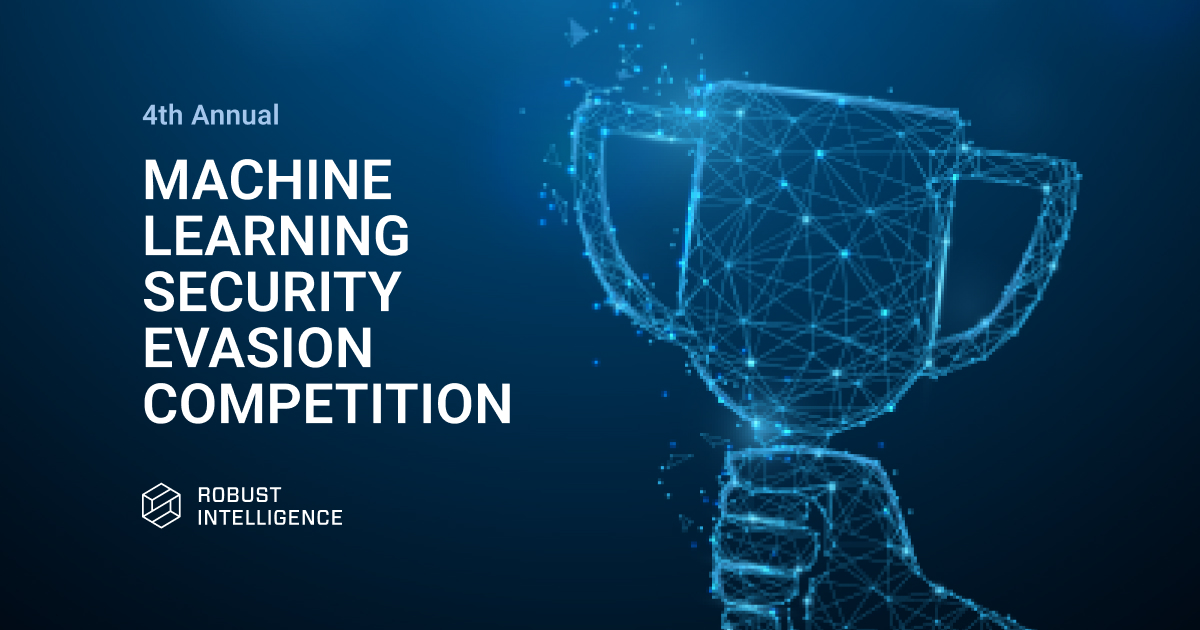 4th Annual
MACHINE
LEARNING
SECURITY
EVASION
COMPETITION
ROBUST
INTELLIGENCE